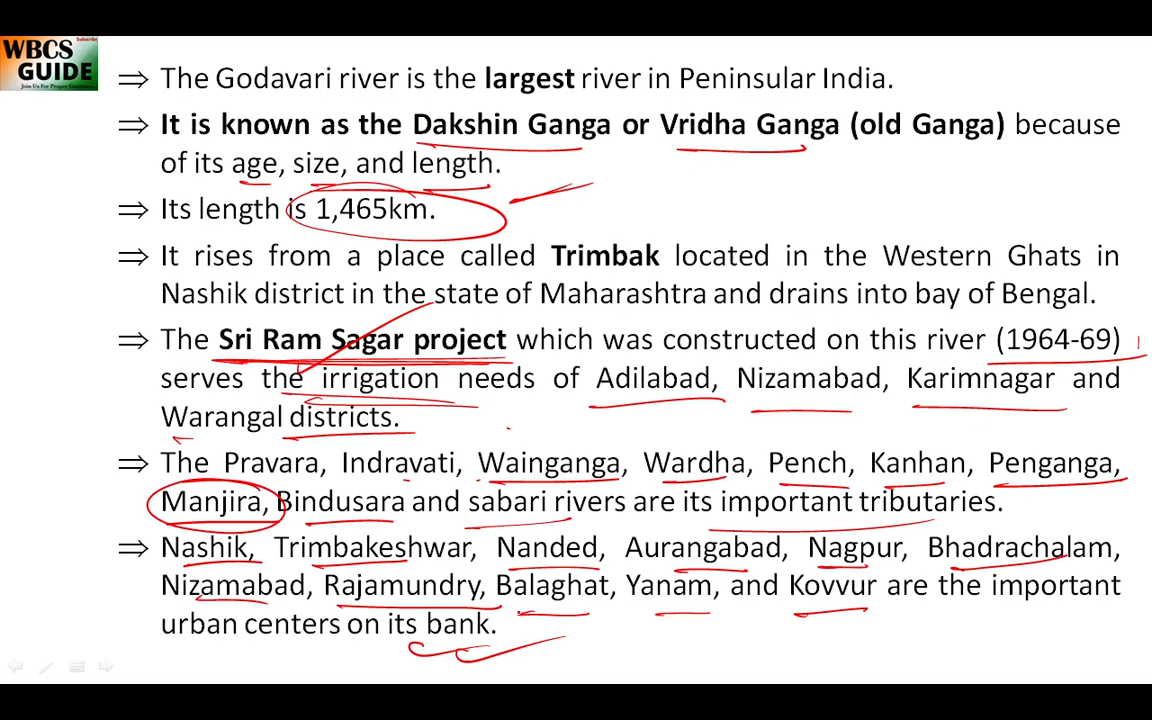 Subscribe
WBCS
GUIDE
Join Us For Proper Guidance
⇒ The Godavari river is the largest river in Peninsular India.
⇒ It is known as the Dakshin Ganga or Vridha Ganga (old Ganga) because
of its age, size, and length.
⇒ Its length is 1,465km.
⇒ It rises from a place called Trimbak located in the Western Ghats in
Nashik district in the state of Maharashtra and drains into bay of Bengal.
⇒ The Sri Ram Sagar project which was constructed on this river (1964-69)
serves the irrigation needs of Adilabad, Nizamabad, Karimnagar and
Warangal districts.
⇒ The Pravara, Indravati, Wainganga, Wardha, Pench, Kanhan, Penganga,
Manjira, Bindusara and sabari rivers are its important tributaries.
⇒ Nashik, Trimbakeshwar, Nanded, Aurangabad, Nagpur, Bhadrachalam,
Nizamabad, Rajamundry, Balaghat, Yanam, and Kovvur are the important
urban centers on its bank.